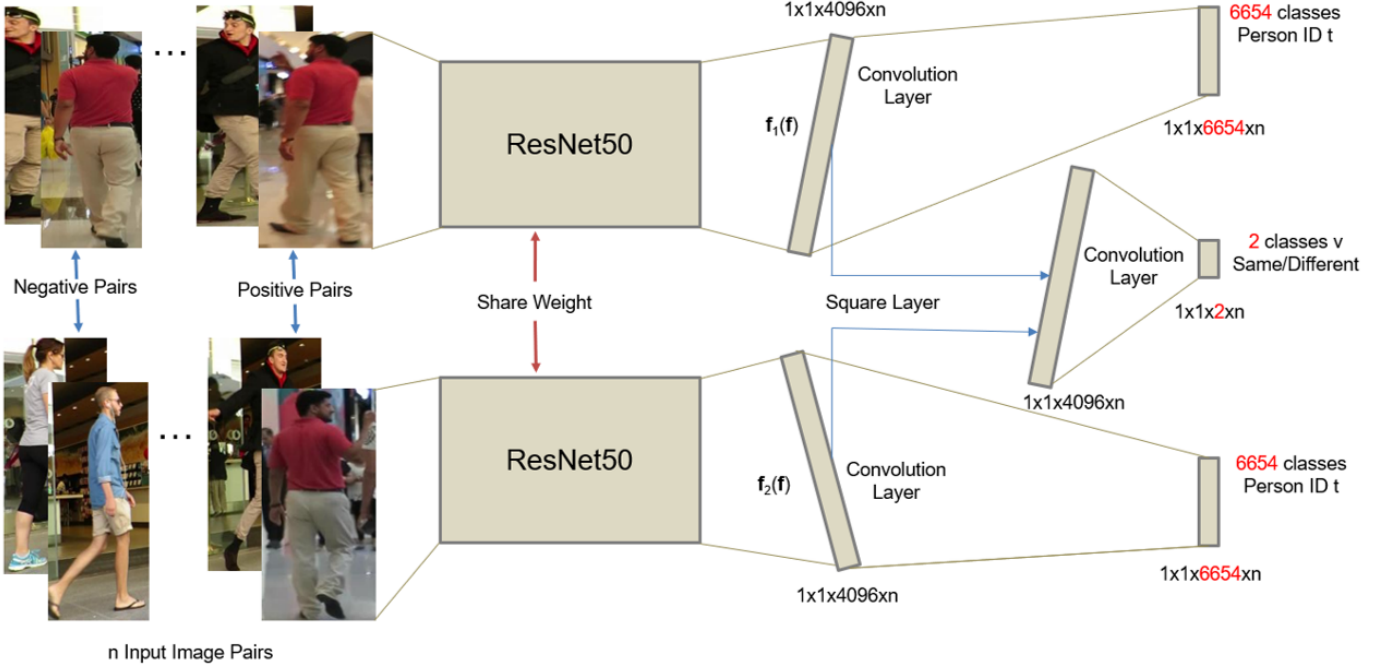 1x1x4096xn
6654 classes
Person ID t
...
Convolution
Layer
ResNet50
f1(f)
1x1x6654xn
2 classes v
Same/Different
Convolution
Layer
Negative Pairs
Positive Pairs
Share Weight
Square Layer
1x1x2xn
1x1x4096xn
...
ResNet50
f2(f)
Convolution
Layer
6654 classes
Person ID t
1x1x6654xn
1x1x4096xn
n Input Image Pairs